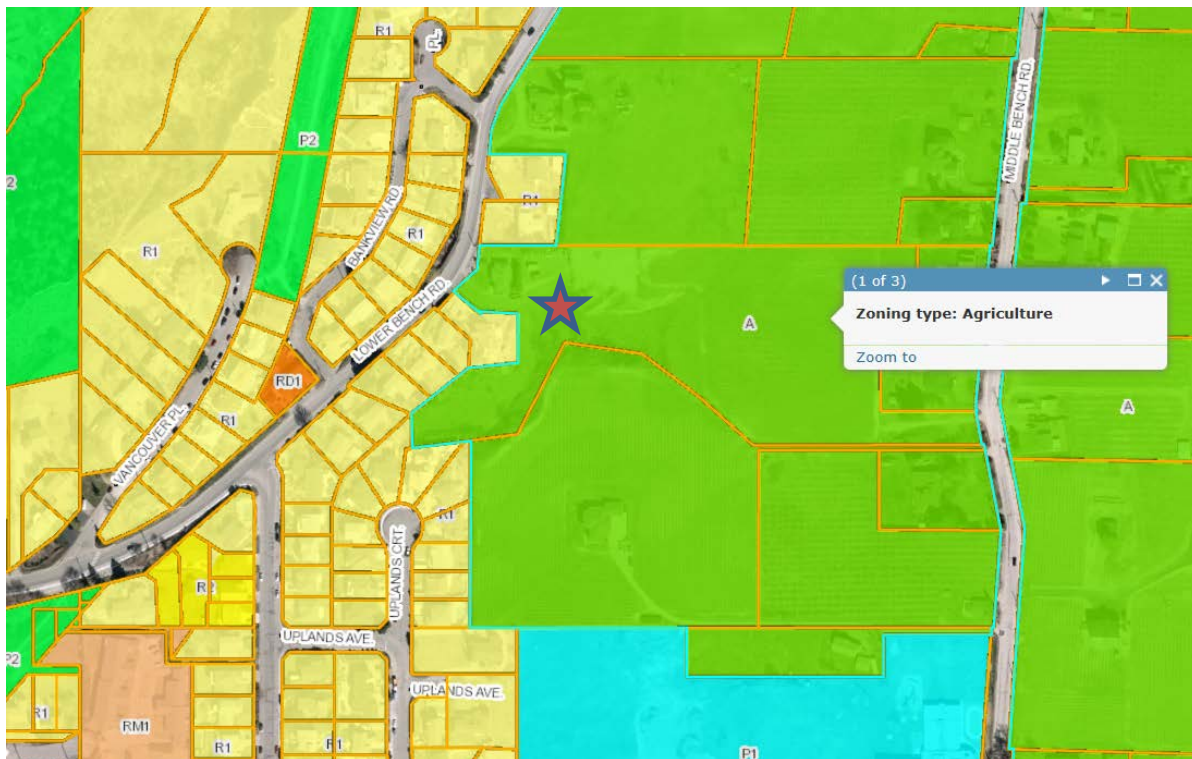 R1
PL.
P2
MIDDLE BENCH RD.
2
R1
BANKVIEW RD.
R1
R1
(1 of 3)
Zoning type: Agriculture
Zoom to
LOWER BENCH RD.
A
RD1
A
R1
VANCOUVER PL.
R1
UPLANDS CRT.
R2
UPLANDS AVE.
P2
UPLANDS AVE.
R1
RM1
R1
R1
P1